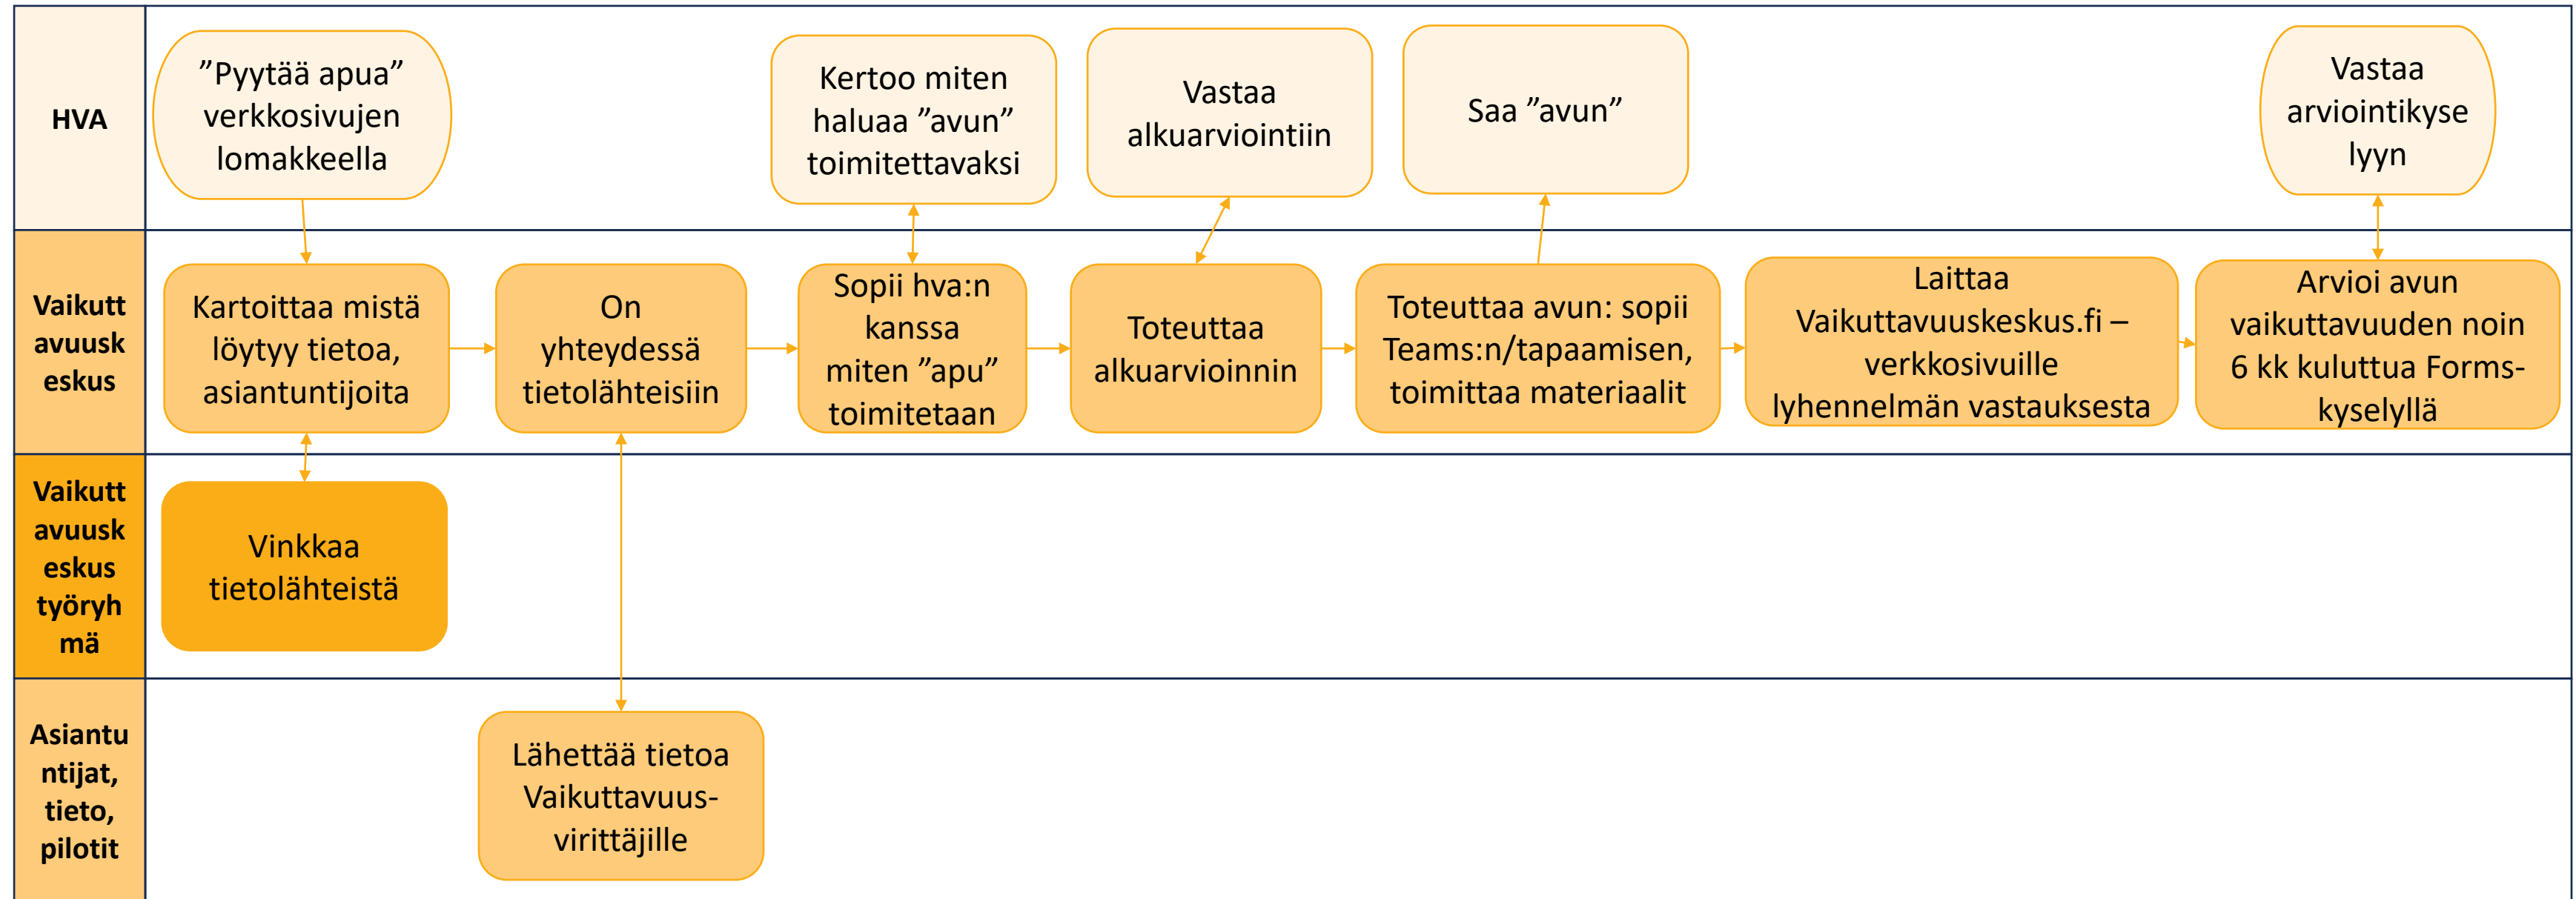 HVA
”Pyytää apua”
verkkosivujen
lomakkeella
Kertoo miten
haluaa ”avun”
toimitettavaksi
Vastaa
alkuarviointiin
Saa ”avun”
Vastaa
arviointikyse
lyyn
Vaikutt
avuusk
eskus
Kartoittaa mistä
löytyy tietoa,
asiantuntijoita
On
yhteydessä
tietolähteisiin
Sopii hva:n
kanssa
miten ”apu”
toimitetaan
Toteuttaa
alkuarvioinnin
Toteuttaa avun: sopii
Teams:n/tapaamisen,
toimittaa materiaalit
Laittaa
Vaikuttavuuskeskus.fi –
verkkosivuille
lyhennelmän vastauksesta
Arvioi avun
vaikuttavuuden noin
6 kk kuluttua Forms-
kyselyllä
Vaikutt
avuusk
eskus
työryh
mä
Vinkkaa
tietolähteistä
Asiantu
ntijat,
tieto,
pilotit
Lähettää tietoa
Vaikuttavuus-
virittäjille